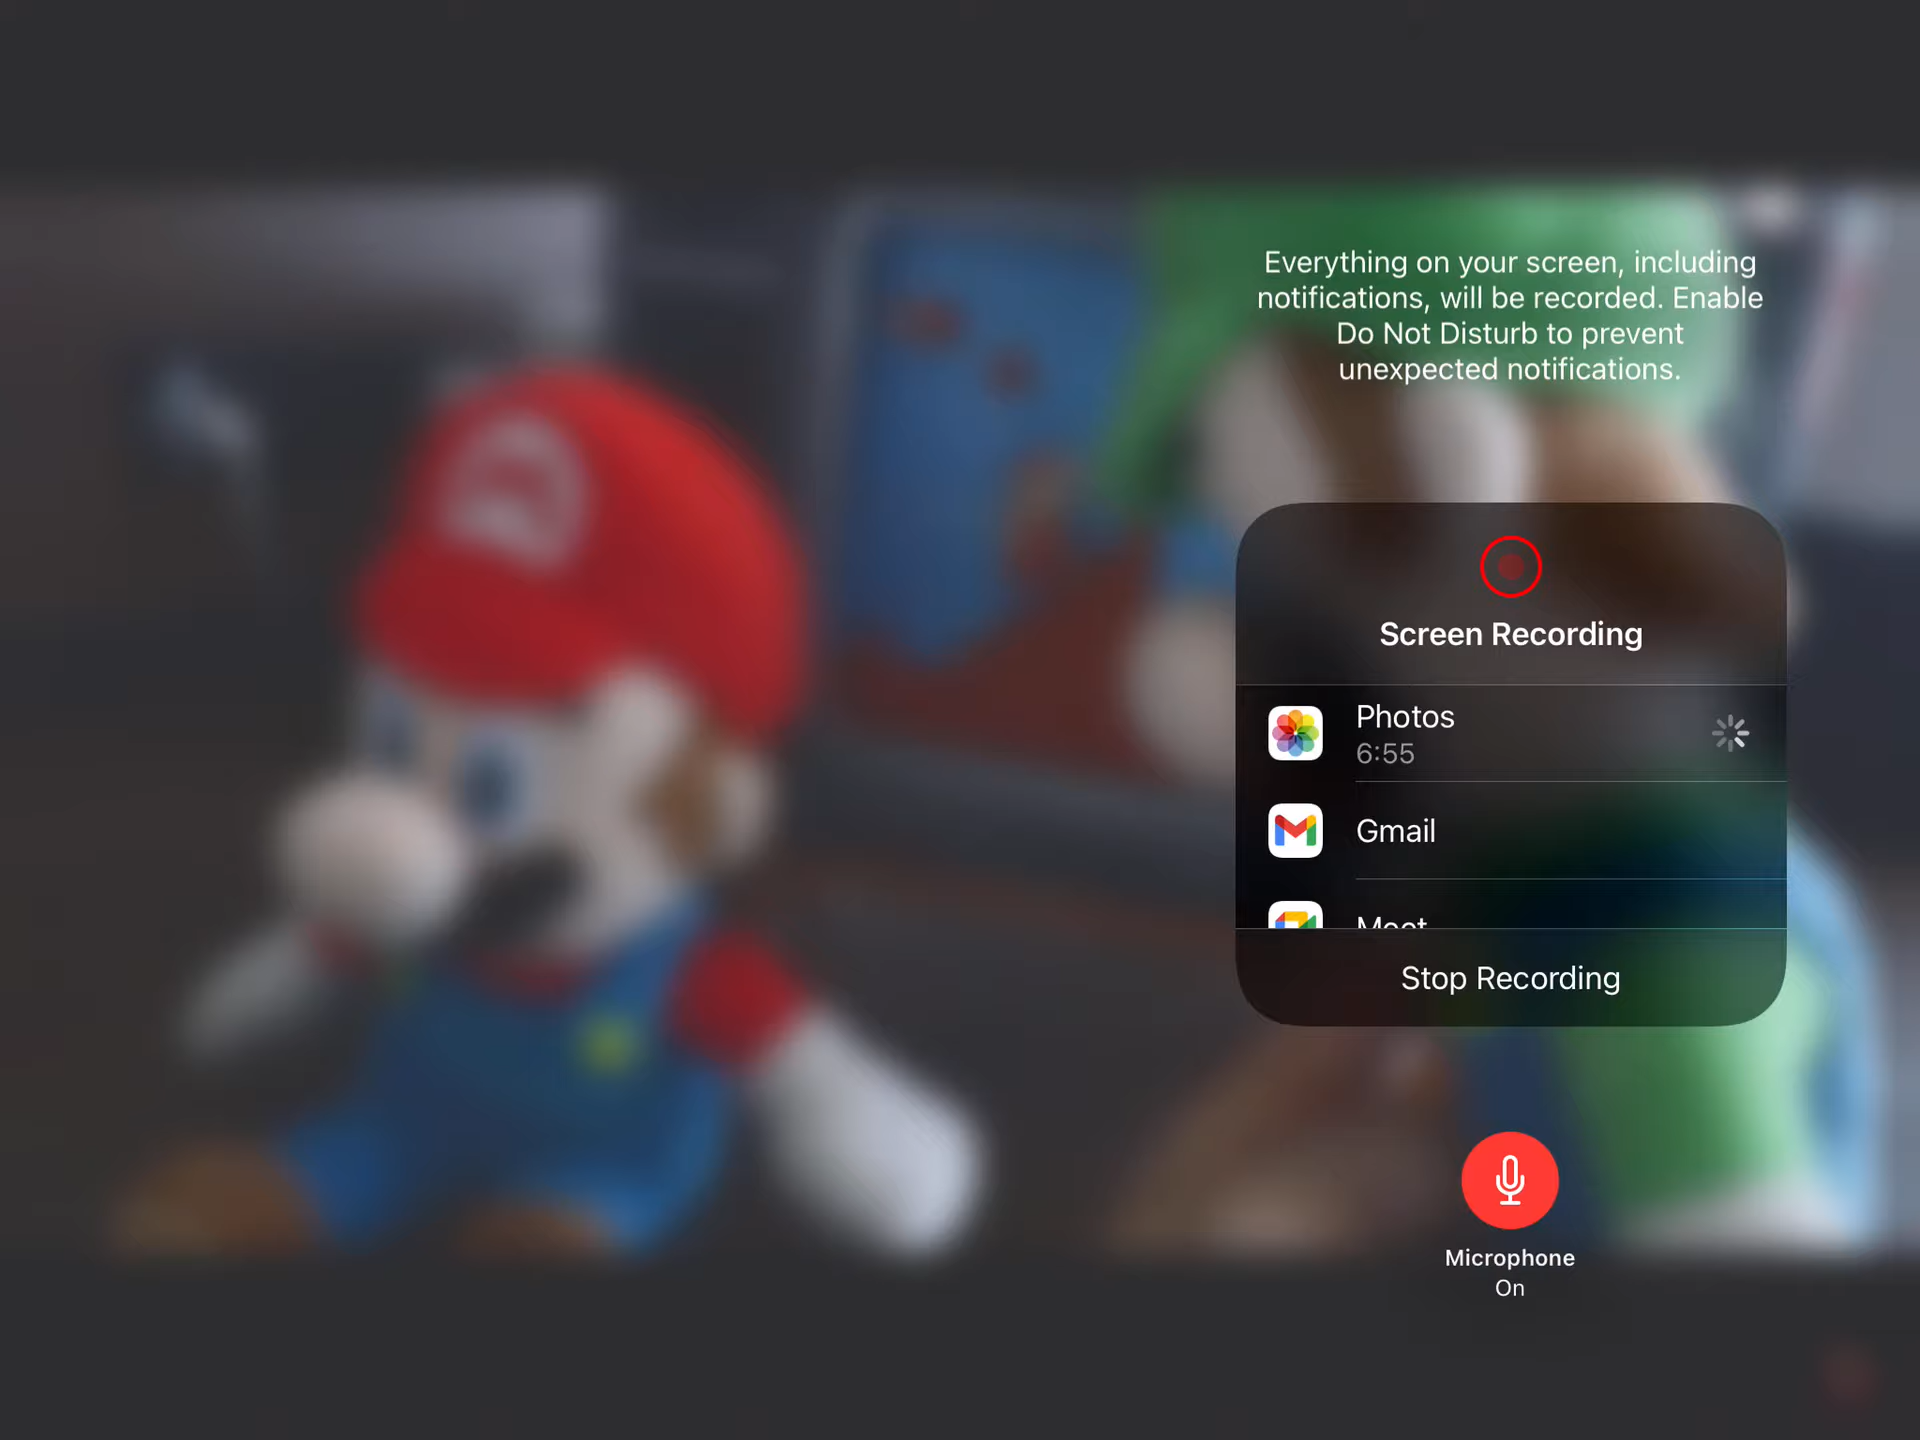 Everything on your screen, including
notifications, will be recorded. Enable
Do Not Disturb to prevent
unexpected notifications.
Screen Recording
Photos
6:55
Gmail
Meet
Stop Recording
Microphone
On